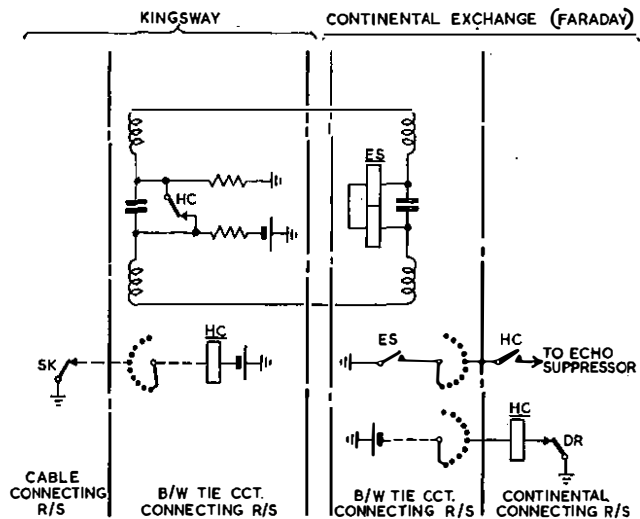 KINGSWAY
CONTINENTAL EXCHANGE (FARADAY)
ES
HC
HC
SK
ES
HC
TO ECHO
SUPPRESSOR
HC
DR
CABLE
CONNECTING
R/S
B/W TIE CCT.
CONNECTING R/S
B/W TIE CCT.
CONNECTING R/S
CONTINENTAL
CONNECTING R/S